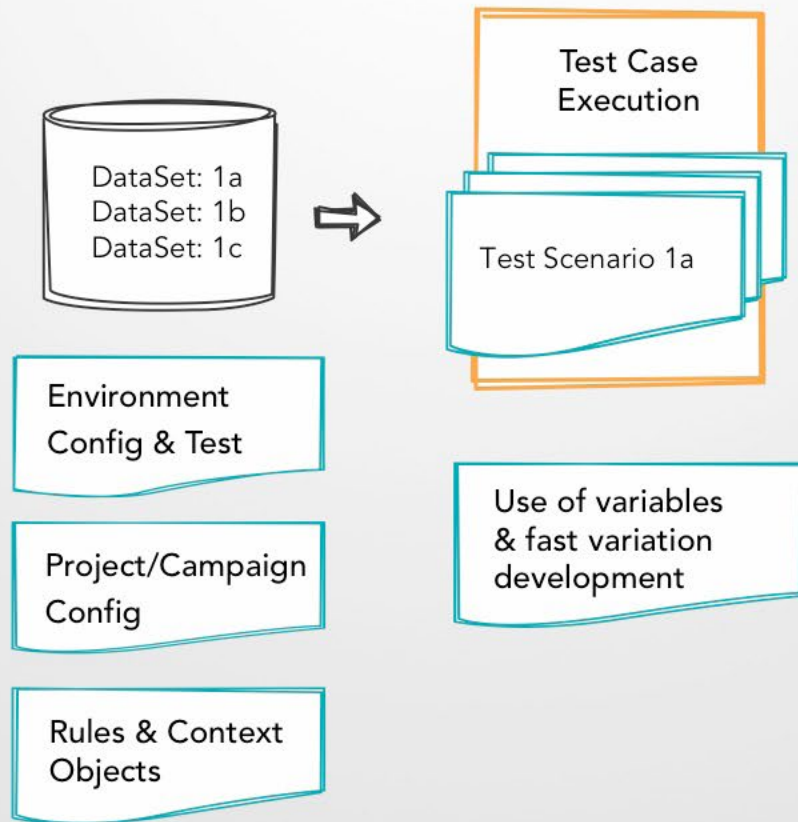 DataSet: 1a
DataSet: 1b
DataSet: 1c
Test Case
Execution
Test Scenario 1a
Environment
Config & Test
Project/Campaign
Config
Rules & Context
Objects
Use of variables
& fast variation
development